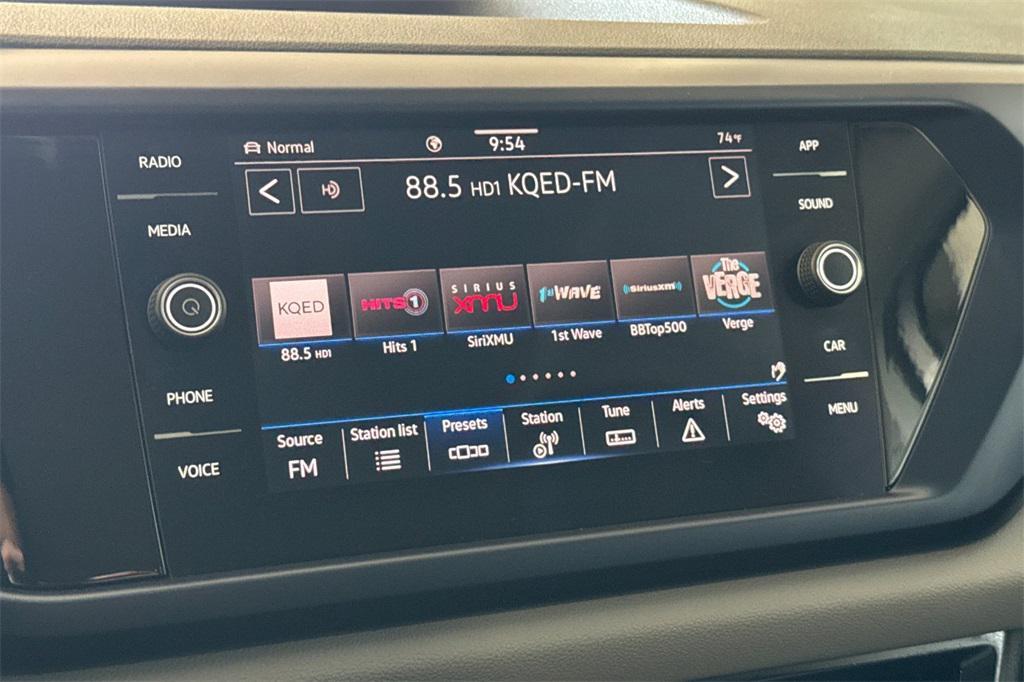 RADIO
MEDIA
PHONE
VOICE
Normal
9:54
74°F
HD
88.5 HD1 KQED-FM
KQED
HITS 1
SIRIUS
XMU
1ST WAVE
SiriusXM
The
VERGE
88.5 HD1
Hits 1
SiriXMU
1st Wave
BBTop500
Verge
Source
FM
Station list
Presets
Station
Tune
Alerts
Settings
APP
SOUND
CAR
MENU